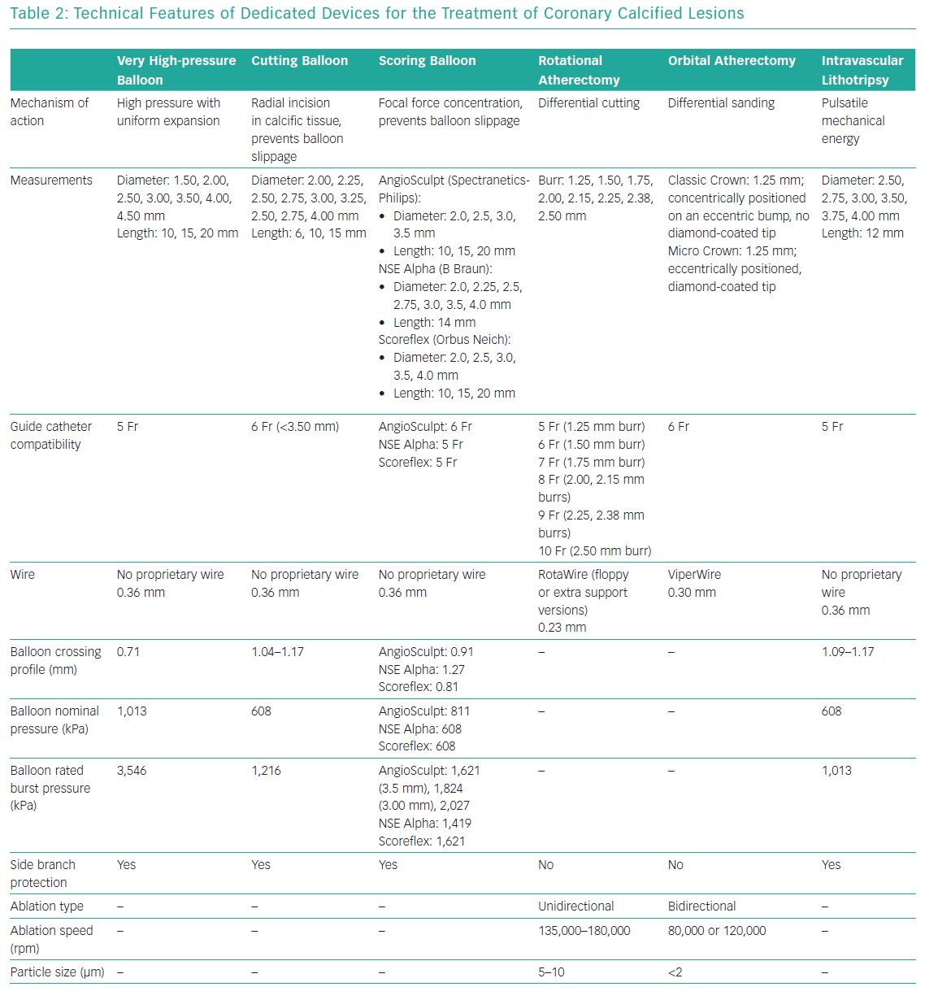 Table 2: Technical Features of Dedicated Devices for the Treatment of Coronary Calcified Lesions
Very High-pressure
Balloon
Cutting Balloon
Scoring Balloon
Rotational
Atherectomy
Orbital Atherectomy
Intravascular
Lithotripsy
Mechanism of
action
High pressure with
uniform expansion
Radial incision
in calcific tissue,
prevents balloon
slippage
Focal force concentration,
prevents balloon slippage
Differential cutting
Differential sanding
Pulsatile
mechanical
energy
Measurements
Diameter: 1.50, 2.00,
2.50, 3.00, 3.50, 4.00,
4.50 mm
Length: 10, 15, 20 mm
Diameter: 2.00, 2.25,
2.50, 2.75, 3.00, 3.25,
2.50, 2.75, 4.00 mm
Length: 6, 10, 15 mm
AngioSculpt (Spectranetics-
Philips):
• Diameter: 2.0, 2.5, 3.0,
3.5 mm
• Length: 10, 15, 20 mm
NSE Alpha (B Braun):
• Diameter: 2.0, 2.25, 2.5,
2.75, 3.0, 3.5, 4.0 mm
• Length: 14 mm
Scoreflex (Orbus Neich):
• Diameter: 2.0, 2.5, 3.0,
3.5, 4.0 mm
• Length: 10, 15, 20 mm
Burr: 1.25, 1.50, 1.75,
2.00, 2.15, 2.25, 2.38,
2.50 mm
Classic Crown: 1.25 mm;
concentrically positioned
on an eccentric bump, no
diamond-coated tip
Micro Crown: 1.25 mm;
eccentrically positioned,
diamond-coated tip
Diameter: 2.50,
2.75, 3.00, 3.50,
3.75, 4.00 mm
Length: 12 mm
Guide catheter
compatibility
5 Fr
6 Fr (<3.50 mm)
AngioSculpt: 6 Fr
NSE Alpha: 5 Fr
Scoreflex: 5 Fr
5 Fr (1.25 mm burr)
6 Fr (1.50 mm burr)
7 Fr (1.75 mm burr)
8 Fr (2.00, 2.15 mm
burrs)
9 Fr (2.25, 2.38 mm
burrs)
10 Fr (2.50 mm burr)
6 Fr
5 Fr
Wire
No proprietary wire
0.36 mm
No proprietary wire
0.36 mm
No proprietary wire
0.36 mm
RotaWire (floppy
or extra support
versions)
0.23 mm
ViperWire
0.30 mm
No proprietary
wire
0.36 mm
Balloon crossing
profile (mm)
0.71
1.04–1.17
AngioSculpt: 0.91
NSE Alpha: 1.27
Scoreflex: 0.81
–
–
1.09–1.17
Balloon nominal
pressure (kPa)
1,013
608
AngioSculpt: 811
NSE Alpha: 608
Scoreflex: 608
–
–
608
Balloon rated
burst pressure
(kPa)
3,546
1,216
AngioSculpt: 1,621
(3.5 mm), 1,824
(3.00 mm), 2,027
NSE Alpha: 1,419
Scoreflex: 1,621
–
–
1,013
Side branch
protection
Yes
Yes
Yes
No
No
Yes
Ablation type
–
–
–
Unidirectional
Bidirectional
–
Ablation speed
(rpm)
–
–
–
135,000–180,000
80,000 or 120,000
–
Particle size (µm)
–
–
–
5–10
<2
–